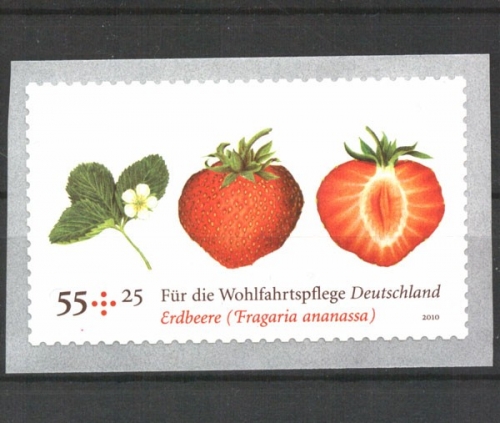 55+25 Für die Wohlfahrtspflege Deutschland
Erdbeere (Fragaria ananassa) 2010